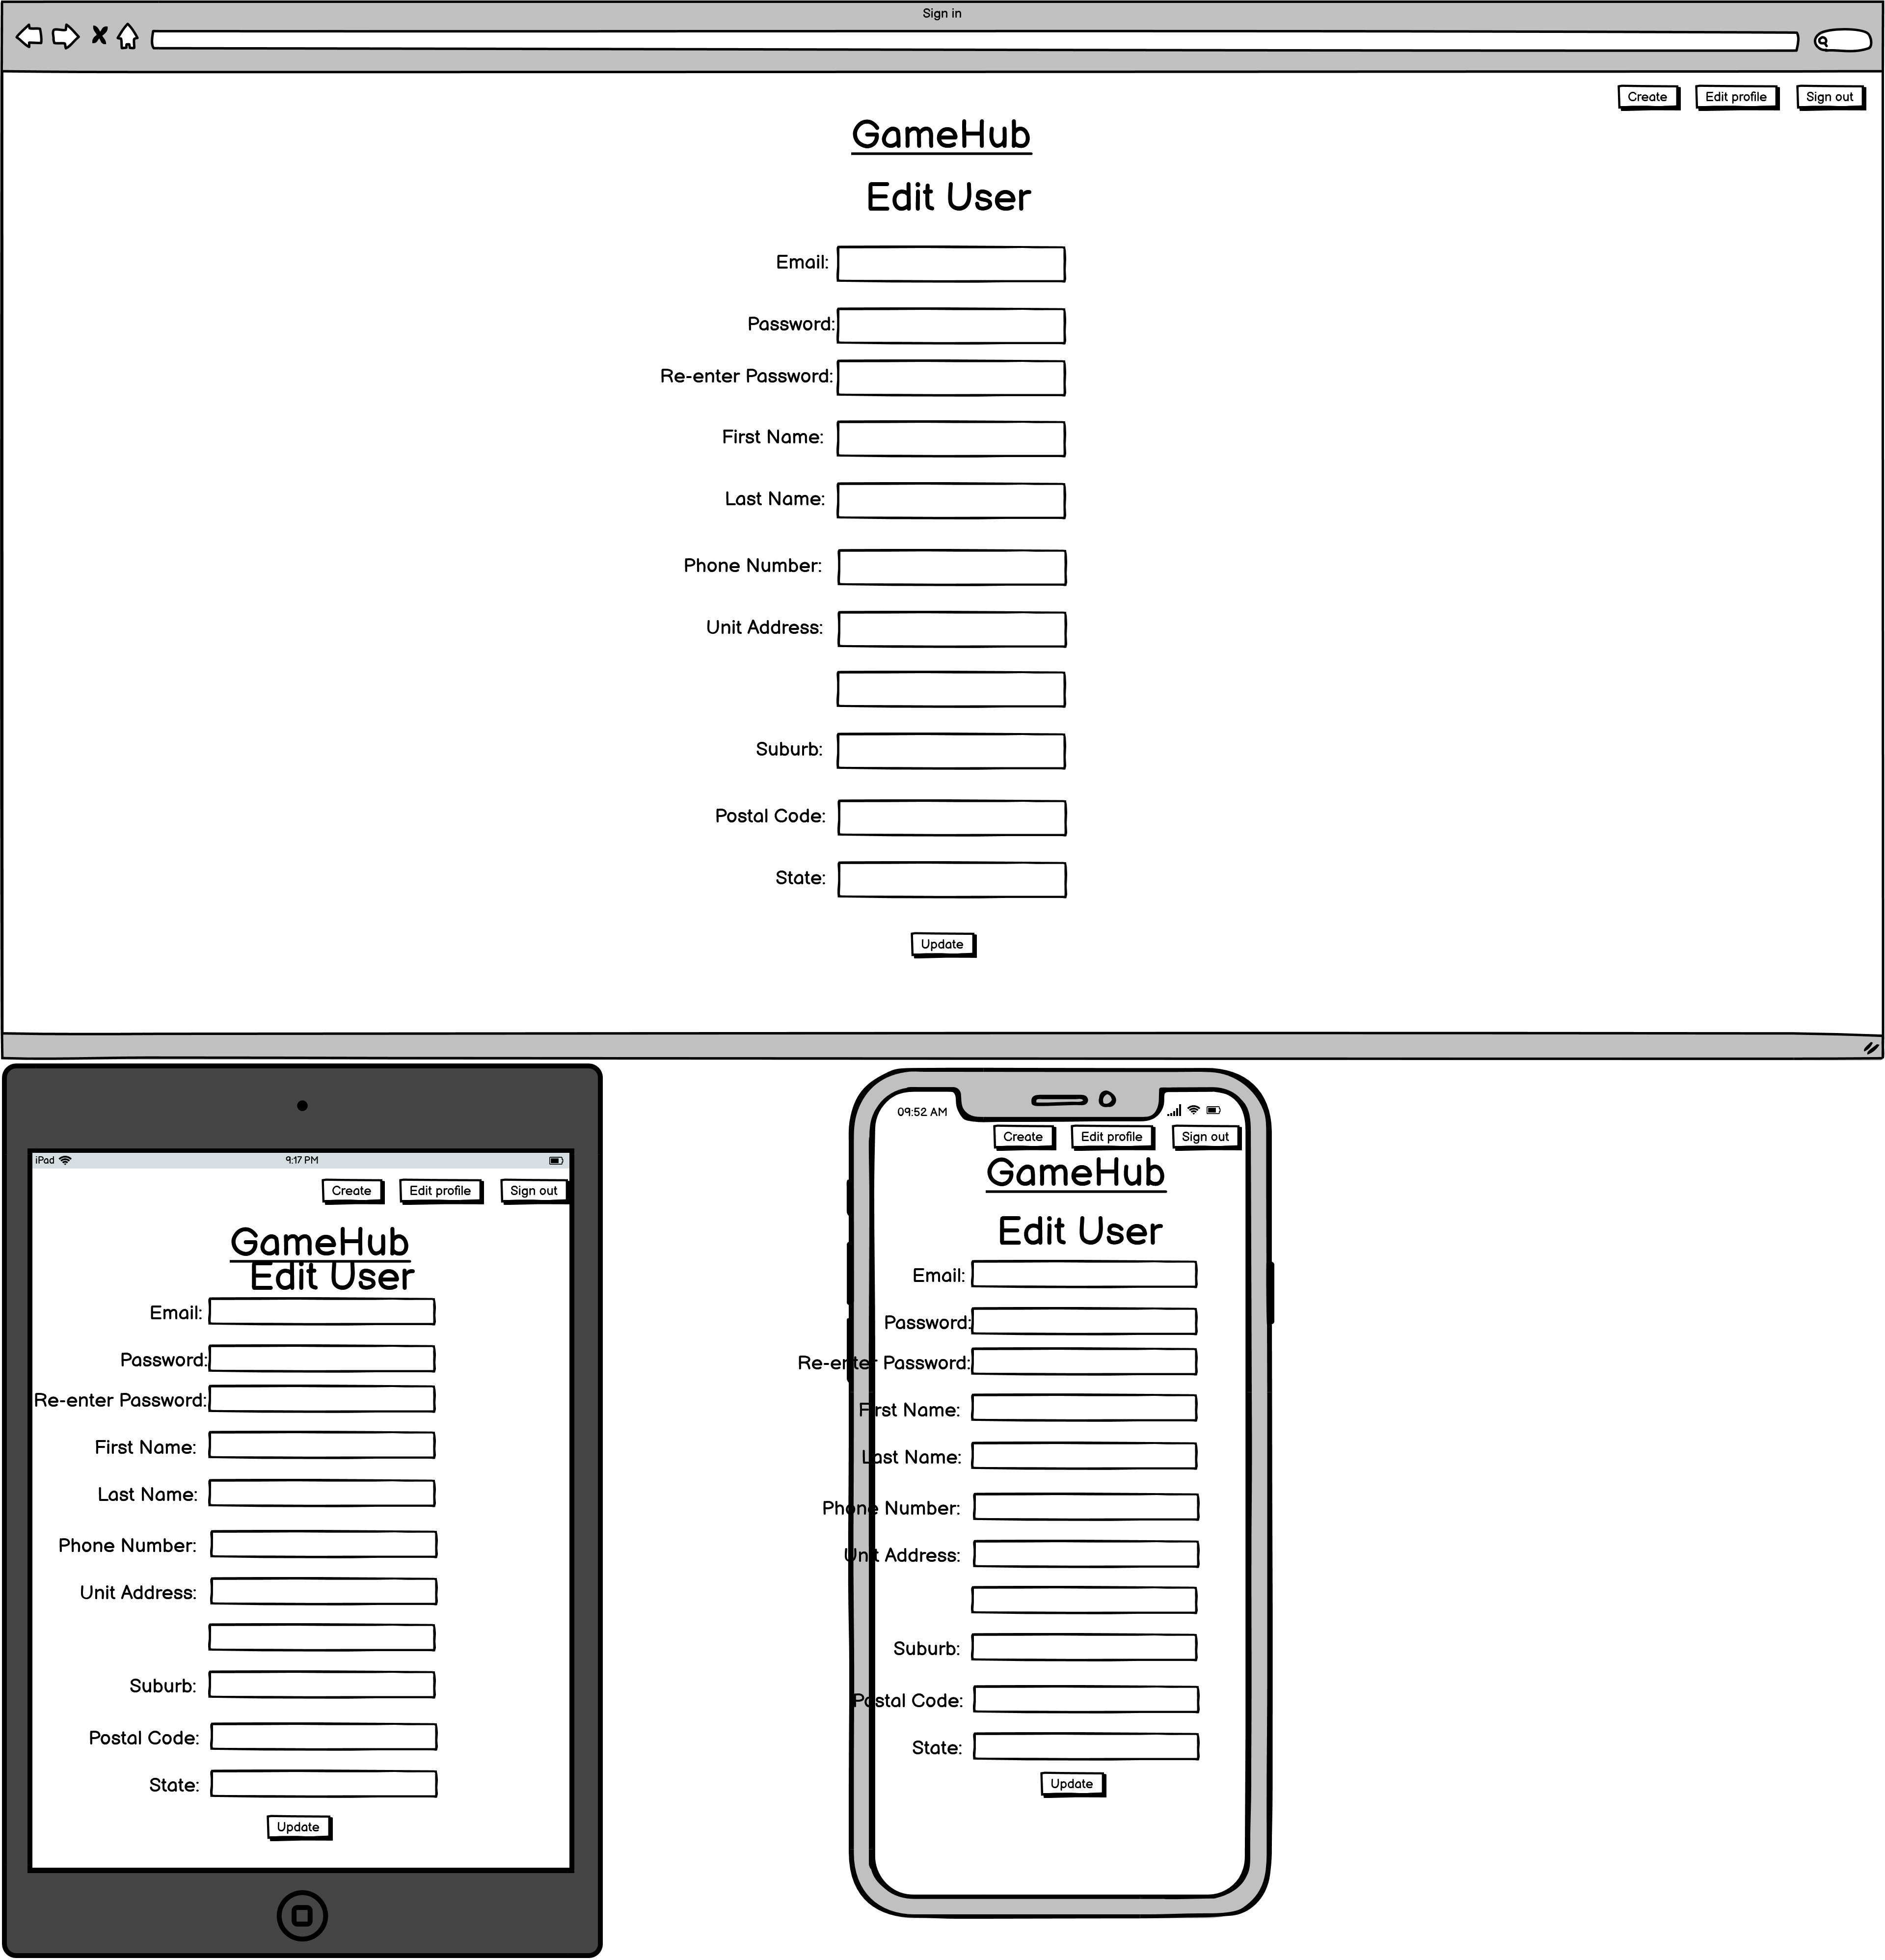 Sign in
Create Edit profile Sign out
GameHub
Edit User
Email:
Password:
Re-enter Password:
First Name:
Last Name:
Phone Number:
Unit Address:
Suburb:
Postal Code:
State:
Update
iPad 9:17 PM
Create Edit profile Sign out
GameHub
Edit User
Email:
Password:
Re-enter Password:
First Name:
Last Name:
Phone Number:
Unit Address:
Suburb:
Postal Code:
State:
Update
09:52 AM
Create Edit profile Sign out
GameHub
Edit User
Email:
Password:
Re-enter Password:
First Name:
Last Name:
Phone Number:
Unit Address:
Suburb:
Postal Code:
State:
Update